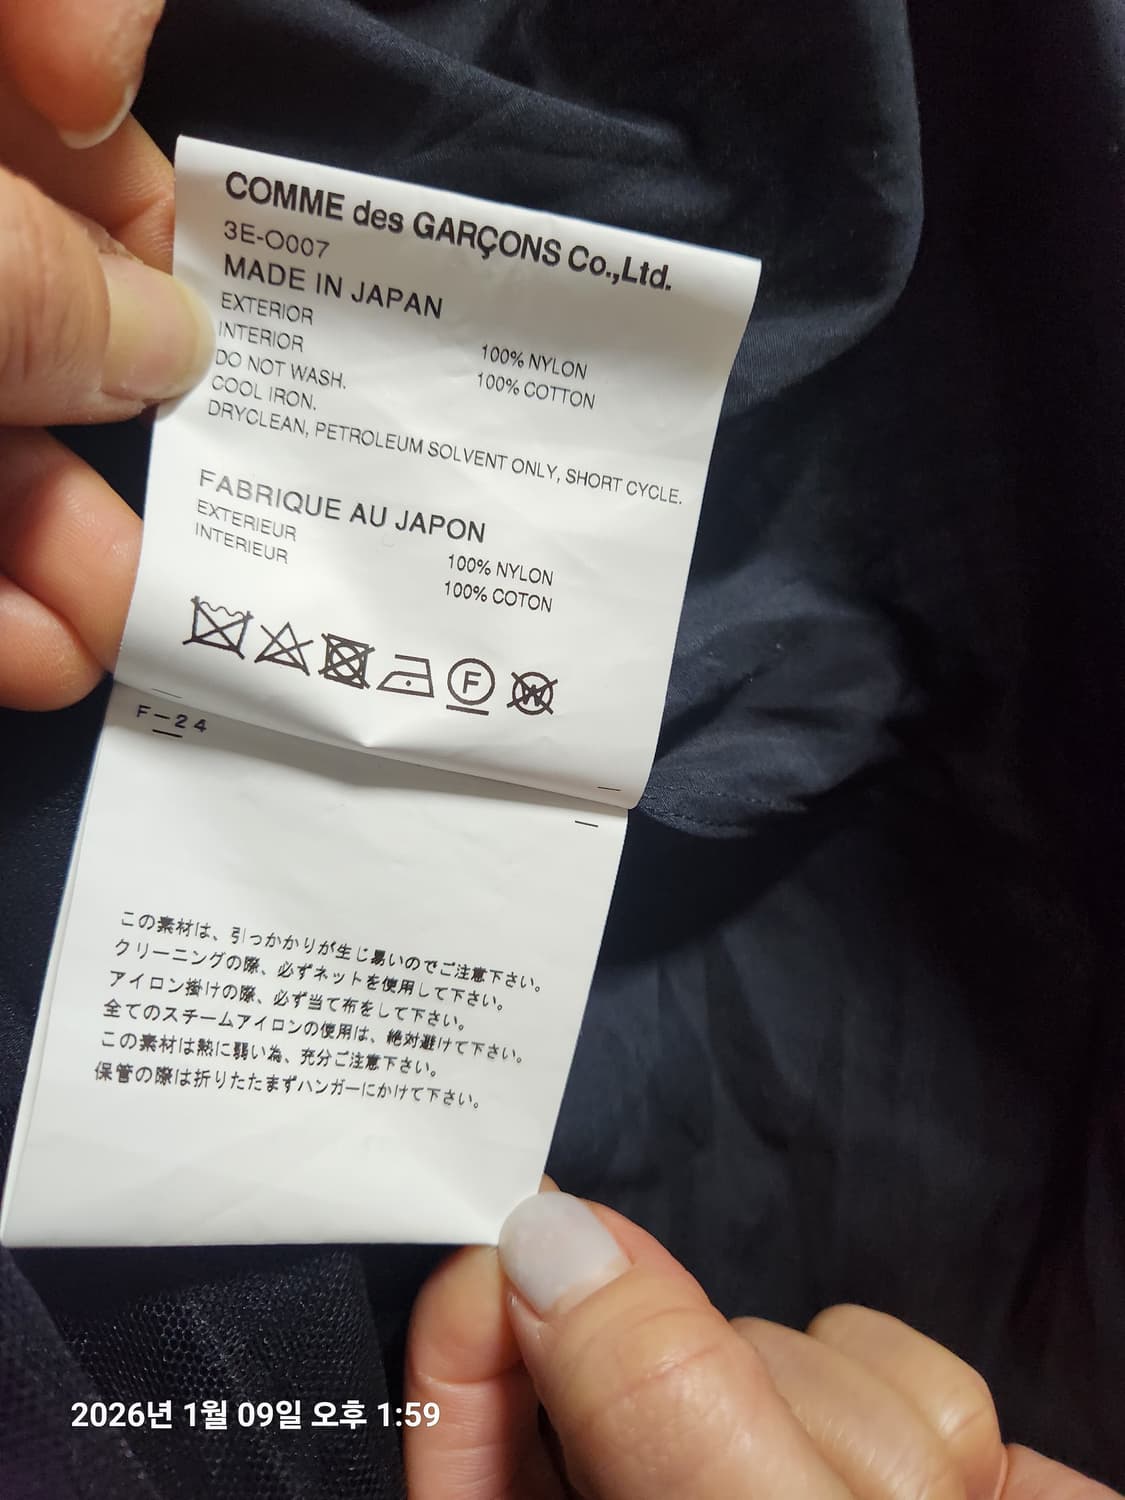 COMME des GARÇONS Co.,Ltd.
3E-O007
MADE IN JAPAN
EXTERIOR 100% NYLON
INTERIOR 100% COTTON
DO NOT WASH.
COOL IRON.
DRYCLEAN, PETROLEUM SOLVENT ONLY, SHORT CYCLE.
FABRIQUE AU JAPON
EXTERIEUR 100% NYLON
INTERIEUR 100% COTON
F W
F-24
この素材は、引っかかりが生じ易いのでご注意下さい。
クリーニングの際、必ずネットを使用して下さい。
アイロン掛けの際、必ず当て布をして下さい。
全てのスチームアイロンの使用は、絶対避けて下さい。
この素材は熱に弱い為、充分ご注意下さい。
保管の際は折りたたまずハンガーにかけて下さい。
2026년 1월 09일 오후 1:59